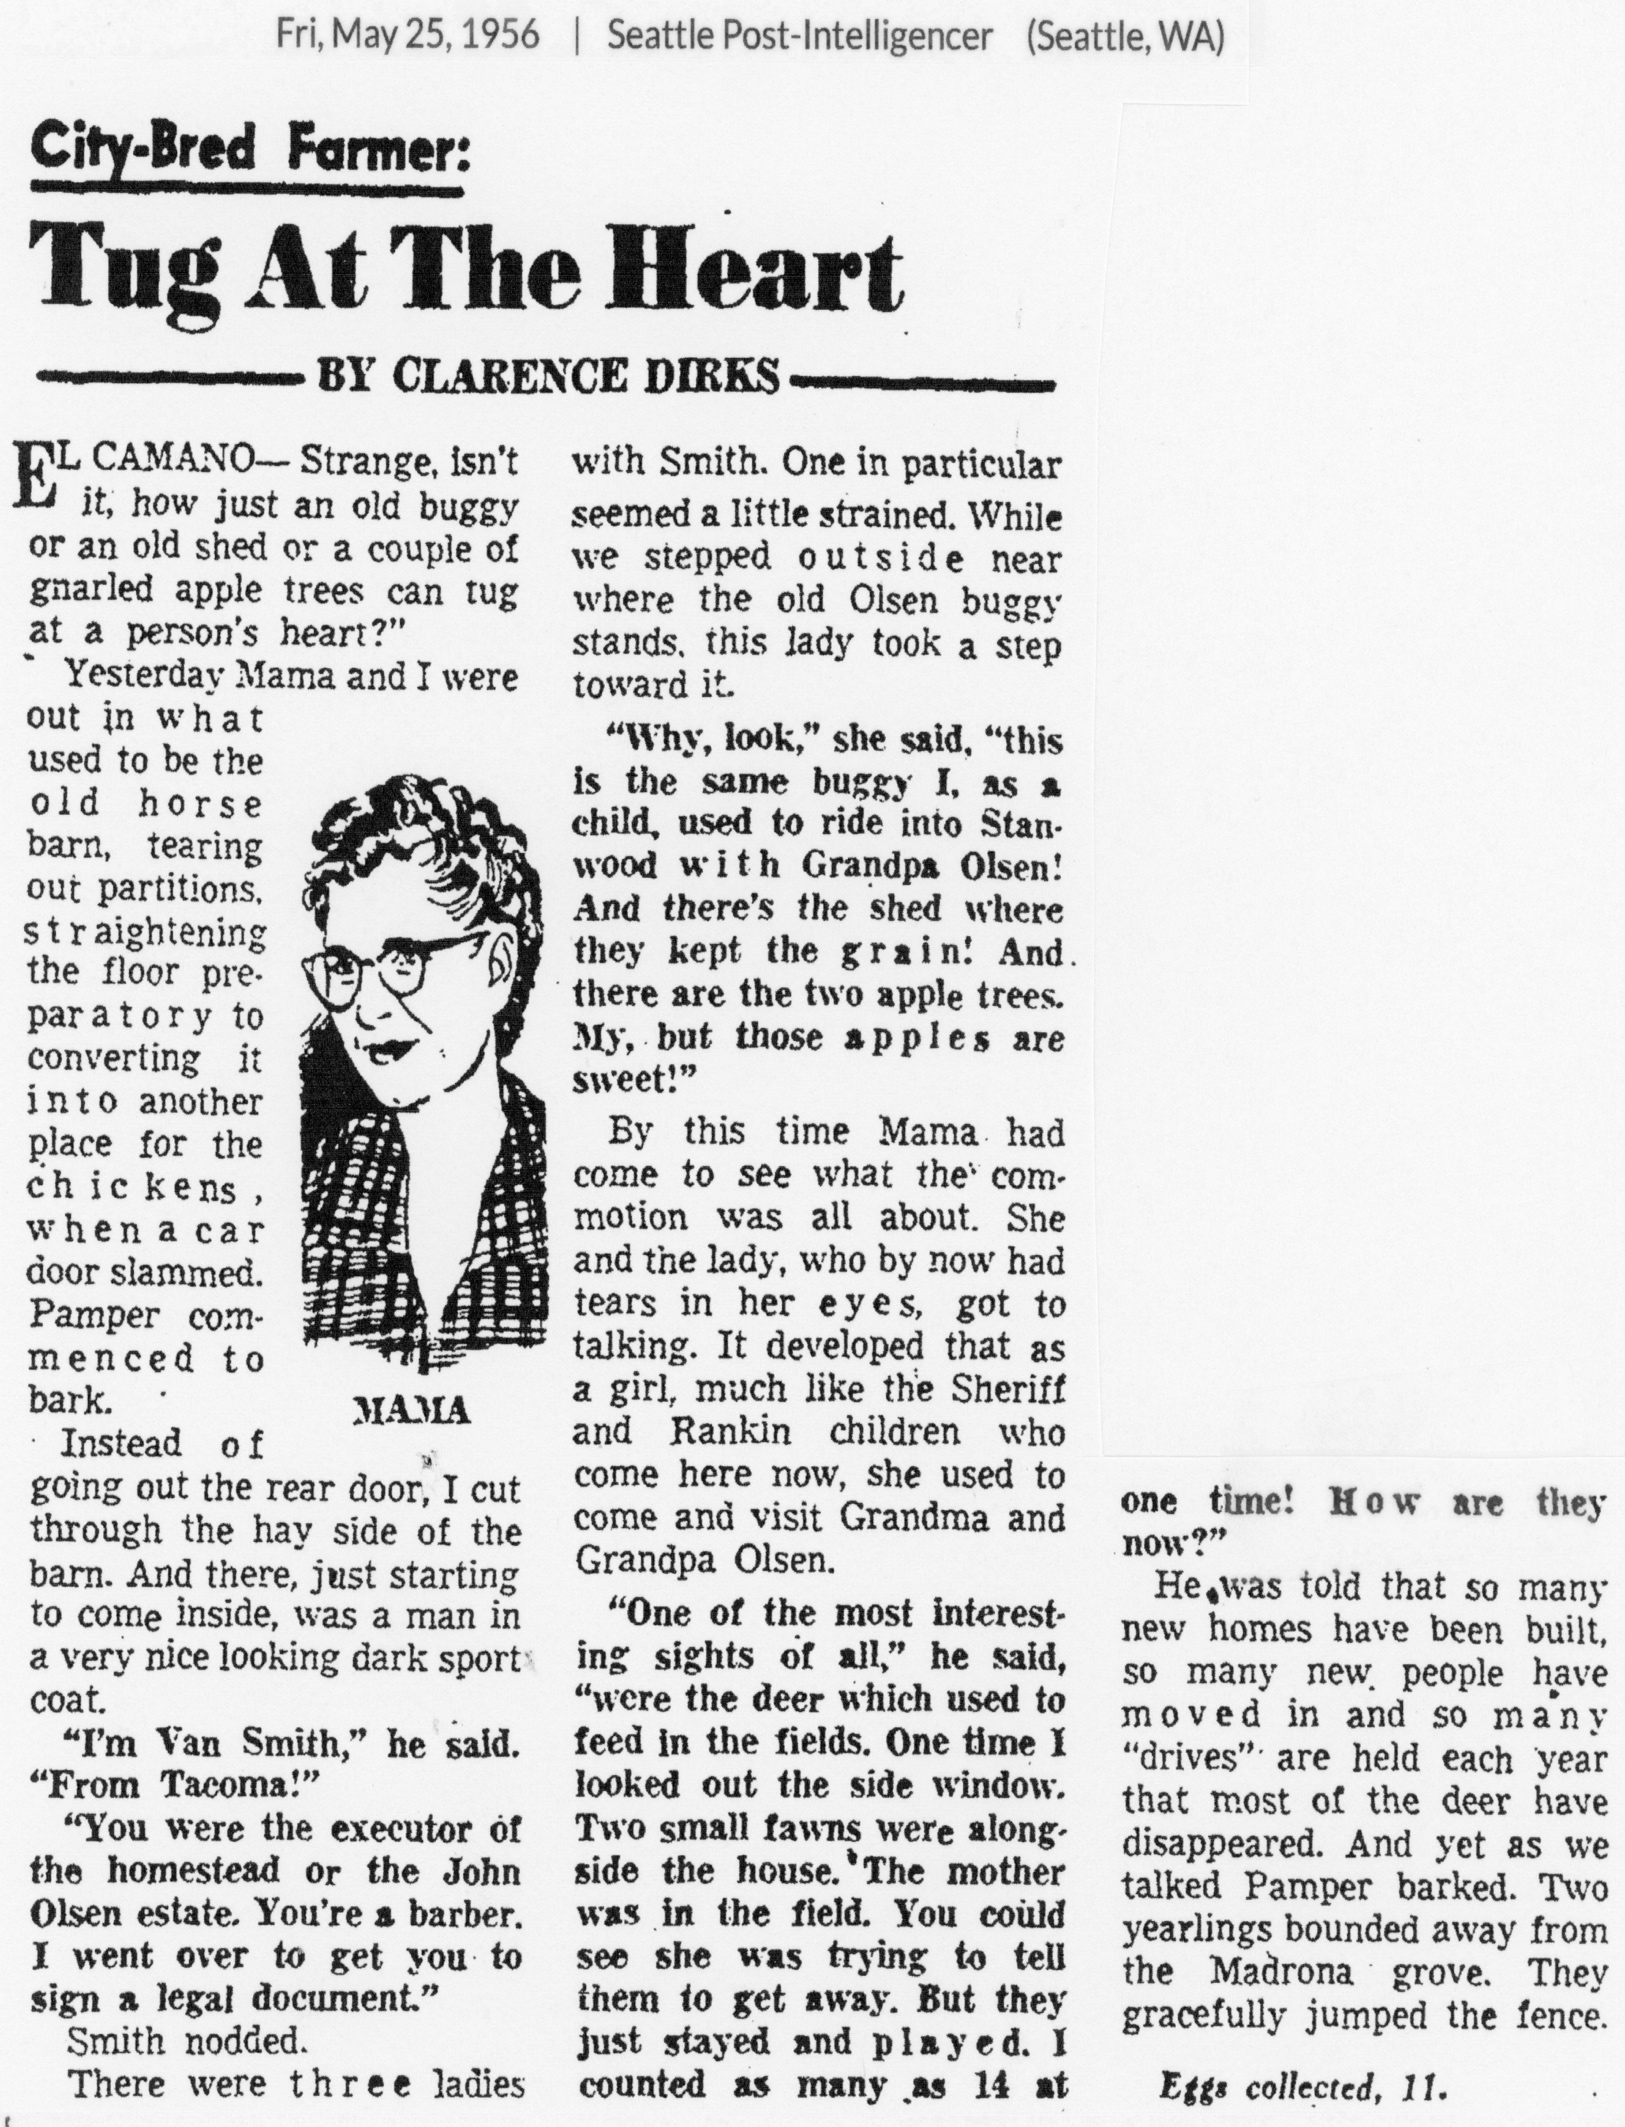 Fri, May 25, 1956 | Seattle Post-Intelligencer (Seattle, WA)
City-Bred Farmer:
Tug At The Heart
BY CLARENCE DIRKS
EL CAMANO— Strange, isn't
it, how just an old buggy
or an old shed or a couple of
gnarled apple trees can tug
at a person's heart?"
Yesterday Mama and I were
out in what
used to be the
old horse
barn, tearing
out partitions,
straightening
the floor pre-
paratory to
converting it
into another
place for the
chickens,
when a car
door slammed.
Pamper com-
menced to
bark.
MAMA
Instead of
going out the rear door, I cut
through the hay side of the
barn. And there, just starting
to come inside, was a man in
a very nice looking dark sport
coat.
"I'm Van Smith," he said.
"From Tacoma!"
"You were the executor of
the homestead or the John
Olsen estate. You're a barber.
I went over to get you to
sign a legal document."
Smith nodded.
There were three ladies
with Smith. One in particular
seemed a little strained. While
we stepped outside near
where the old Olsen buggy
stands, this lady took a step
toward it.
"Why, look," she said, "this
is the same buggy I, as a
child, used to ride into Stan-
wood with Grandpa Olsen!
And there's the shed where
they kept the grain! And
there are the two apple trees.
My, but those apples are
sweet!"
By this time Mama had
come to see what the com-
motion was all about. She
and the lady, who by now had
tears in her eyes, got to
talking. It developed that as
a girl, much like the Sheriff
and Rankin children who
come here now, she used to
come and visit Grandma and
Grandpa Olsen.
"One of the most interest-
ing sights of all," he said,
"were the deer which used to
feed in the fields. One time I
looked out the side window.
Two small fawns were along-
side the house. The mother
was in the field. You could
see she was trying to tell
them to get away. But they
just stayed and played. I
counted as many as 14 at
one time! How are they
now?"
He was told that so many
new homes have been built,
so many new people have
moved in and so many
"drives" are held each year
that most of the deer have
disappeared. And yet as we
talked Pamper barked. Two
yearlings bounded away from
the Madrona grove. They
gracefully jumped the fence.
Eggs collected, 11.